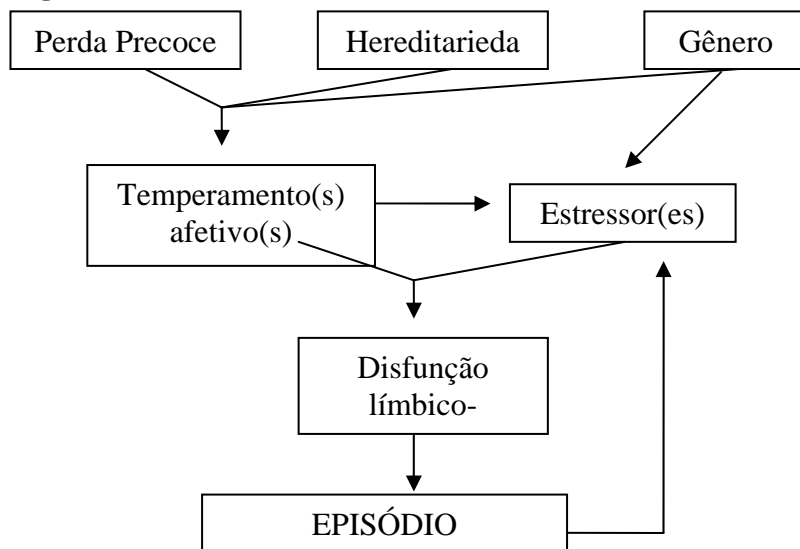 Perda Precoce
Hereditarieda
Gênero
Temperamento(s)
afetivo(s)
Estressor(es)
Disfunção
límbico-
EPISÓDIO